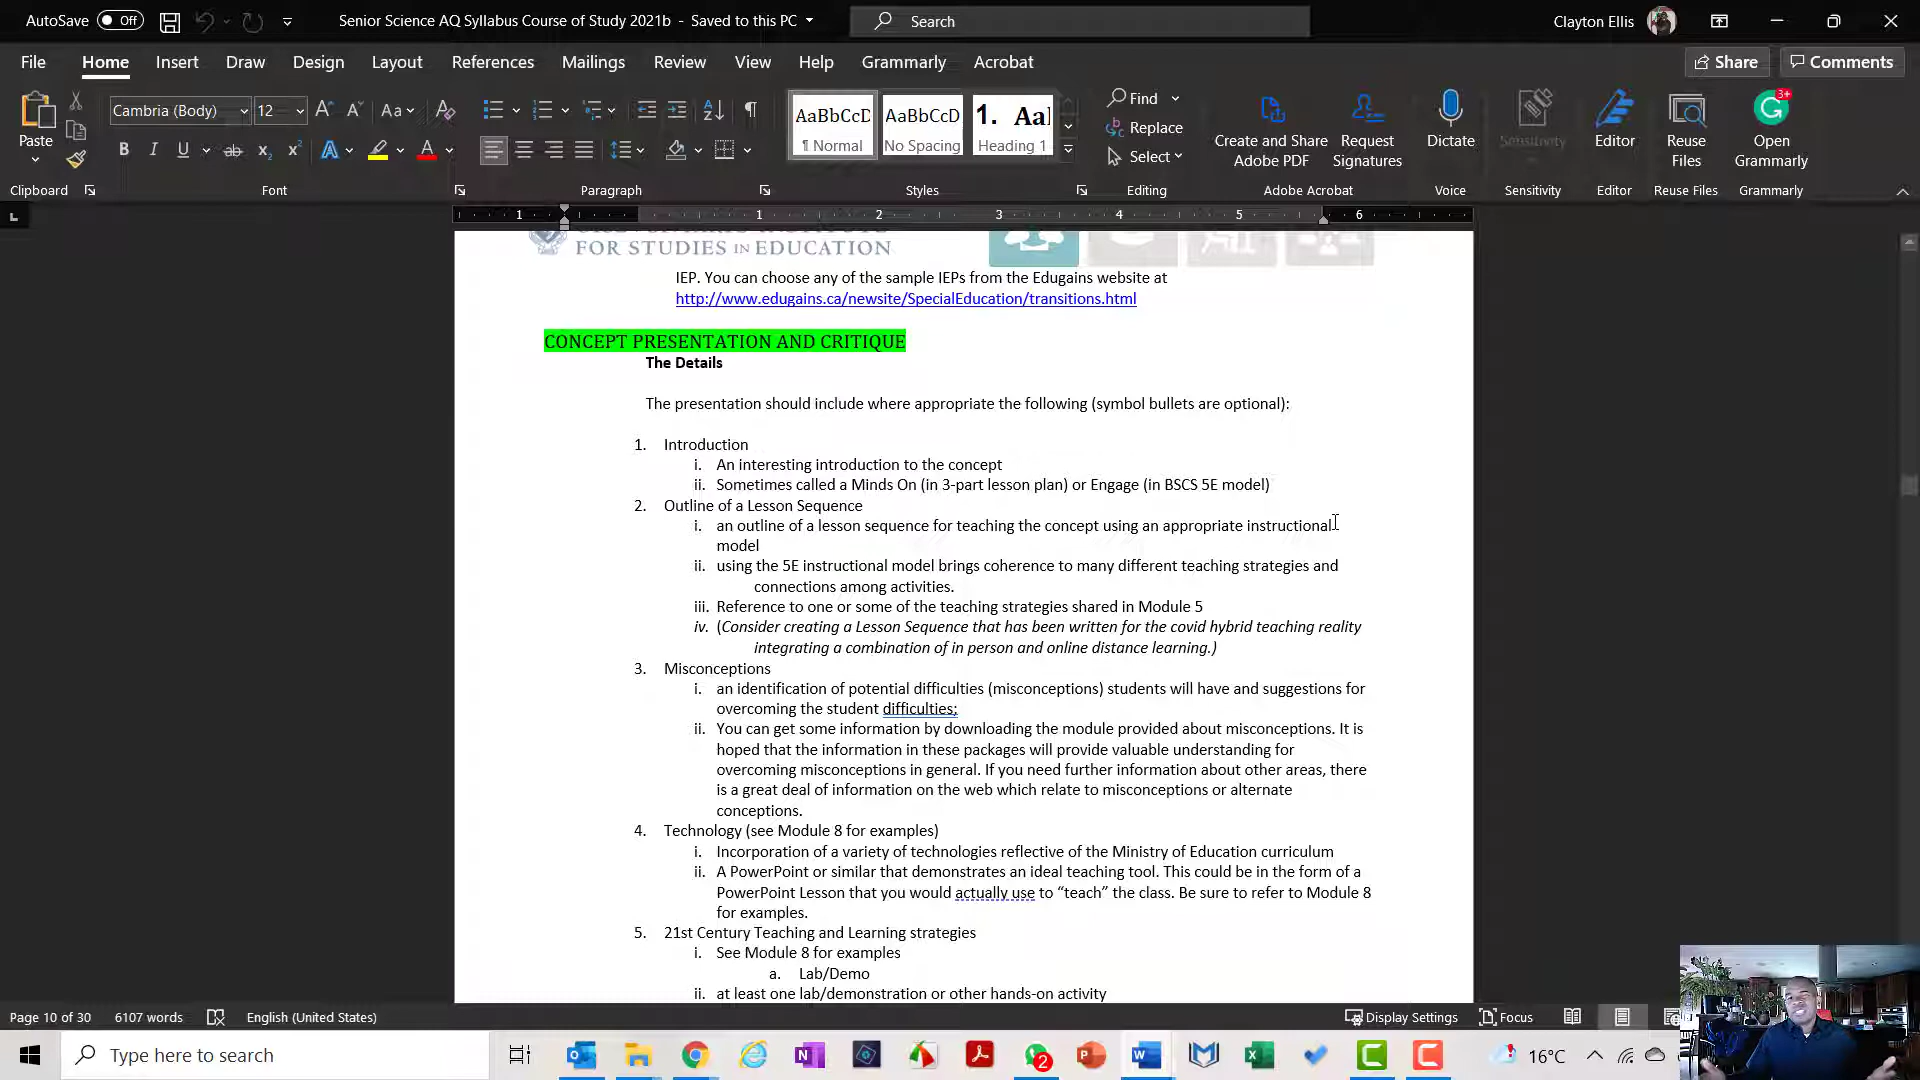 AutoSave Off Senior Science AQ Syllabus Course of Study 2021b - Saved to this PC Search Clayton Ellis
File Home Insert Draw Design Layout References Mailings Review View Help Grammarly Acrobat Share Comments
Paste
Cambria (Body) 12 Aa
AaBbCcD AaBbCcD 1. Aa
¶ Normal No Spacing Heading 1
Find
Replace
Select
Create and Share
Adobe PDF
Request
Signatures
Dictate
Sensitivity
Editor
Reuse
Files
3+
Open
Grammarly
Clipboard Font Paragraph Styles Editing Adobe Acrobat Voice Sensitivity Editor Reuse Files Grammarly
1 1 2 3 4 5 6
FOR STUDIES IN EDUCATION
IEP. You can choose any of the sample IEPs from the Edugains website at
http://www.edugains.ca/newsite/SpecialEducation/transitions.html
CONCEPT PRESENTATION AND CRITIQUE
The Details
The presentation should include where appropriate the following (symbol bullets are optional):
1. Introduction
i. An interesting introduction to the concept
ii. Sometimes called a Minds On (in 3-part lesson plan) or Engage (in BSCS 5E model)
2. Outline of a Lesson Sequence
i. an outline of a lesson sequence for teaching the concept using an appropriate instructional
model
ii. using the 5E instructional model brings coherence to many different teaching strategies and
connections among activities.
iii. Reference to one or some of the teaching strategies shared in Module 5
iv. (Consider creating a Lesson Sequence that has been written for the covid hybrid teaching reality
integrating a combination of in person and online distance learning.)
3. Misconceptions
i. an identification of potential difficulties (misconceptions) students will have and suggestions for
overcoming the student difficulties;
ii. You can get some information by downloading the module provided about misconceptions. It is
hoped that the information in these packages will provide valuable understanding for
overcoming misconceptions in general. If you need further information about other areas, there
is a great deal of information on the web which relate to misconceptions or alternate
conceptions.
4. Technology (see Module 8 for examples)
i. Incorporation of a variety of technologies reflective of the Ministry of Education curriculum
ii. A PowerPoint or similar that demonstrates an ideal teaching tool. This could be in the form of a
PowerPoint Lesson that you would actually use to “teach” the class. Be sure to refer to Module 8
for examples.
5. 21st Century Teaching and Learning strategies
i. See Module 8 for examples
a. Lab/Demo
ii. at least one lab/demonstration or other hands-on activity
Page 10 of 30 6107 words English (United States) Display Settings Focus
Type here to search 2 16°C